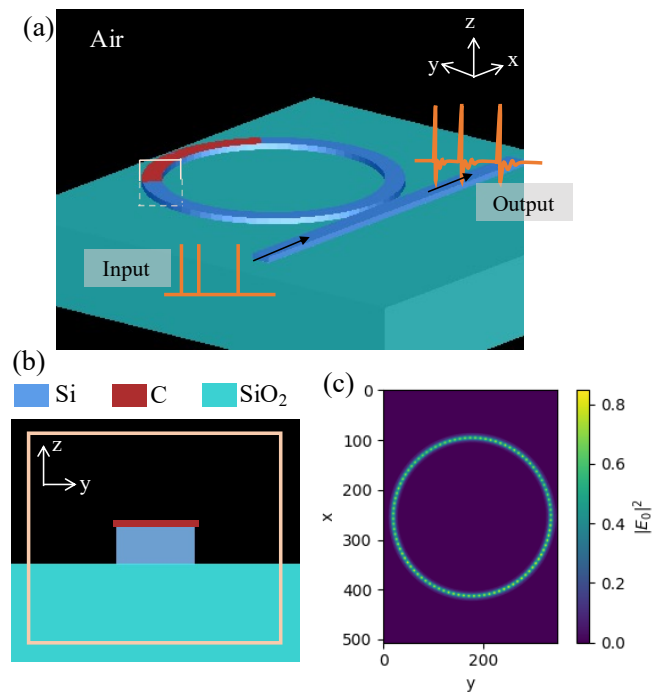 (a)
Air
z
y
x
Output
Input
(b)
Si
C
SiO₂
z
y
(c)
0
100
200
300
400
500
x
0
200
y
0.8
0.6
0.4
0.2
0.0
|E₀|²